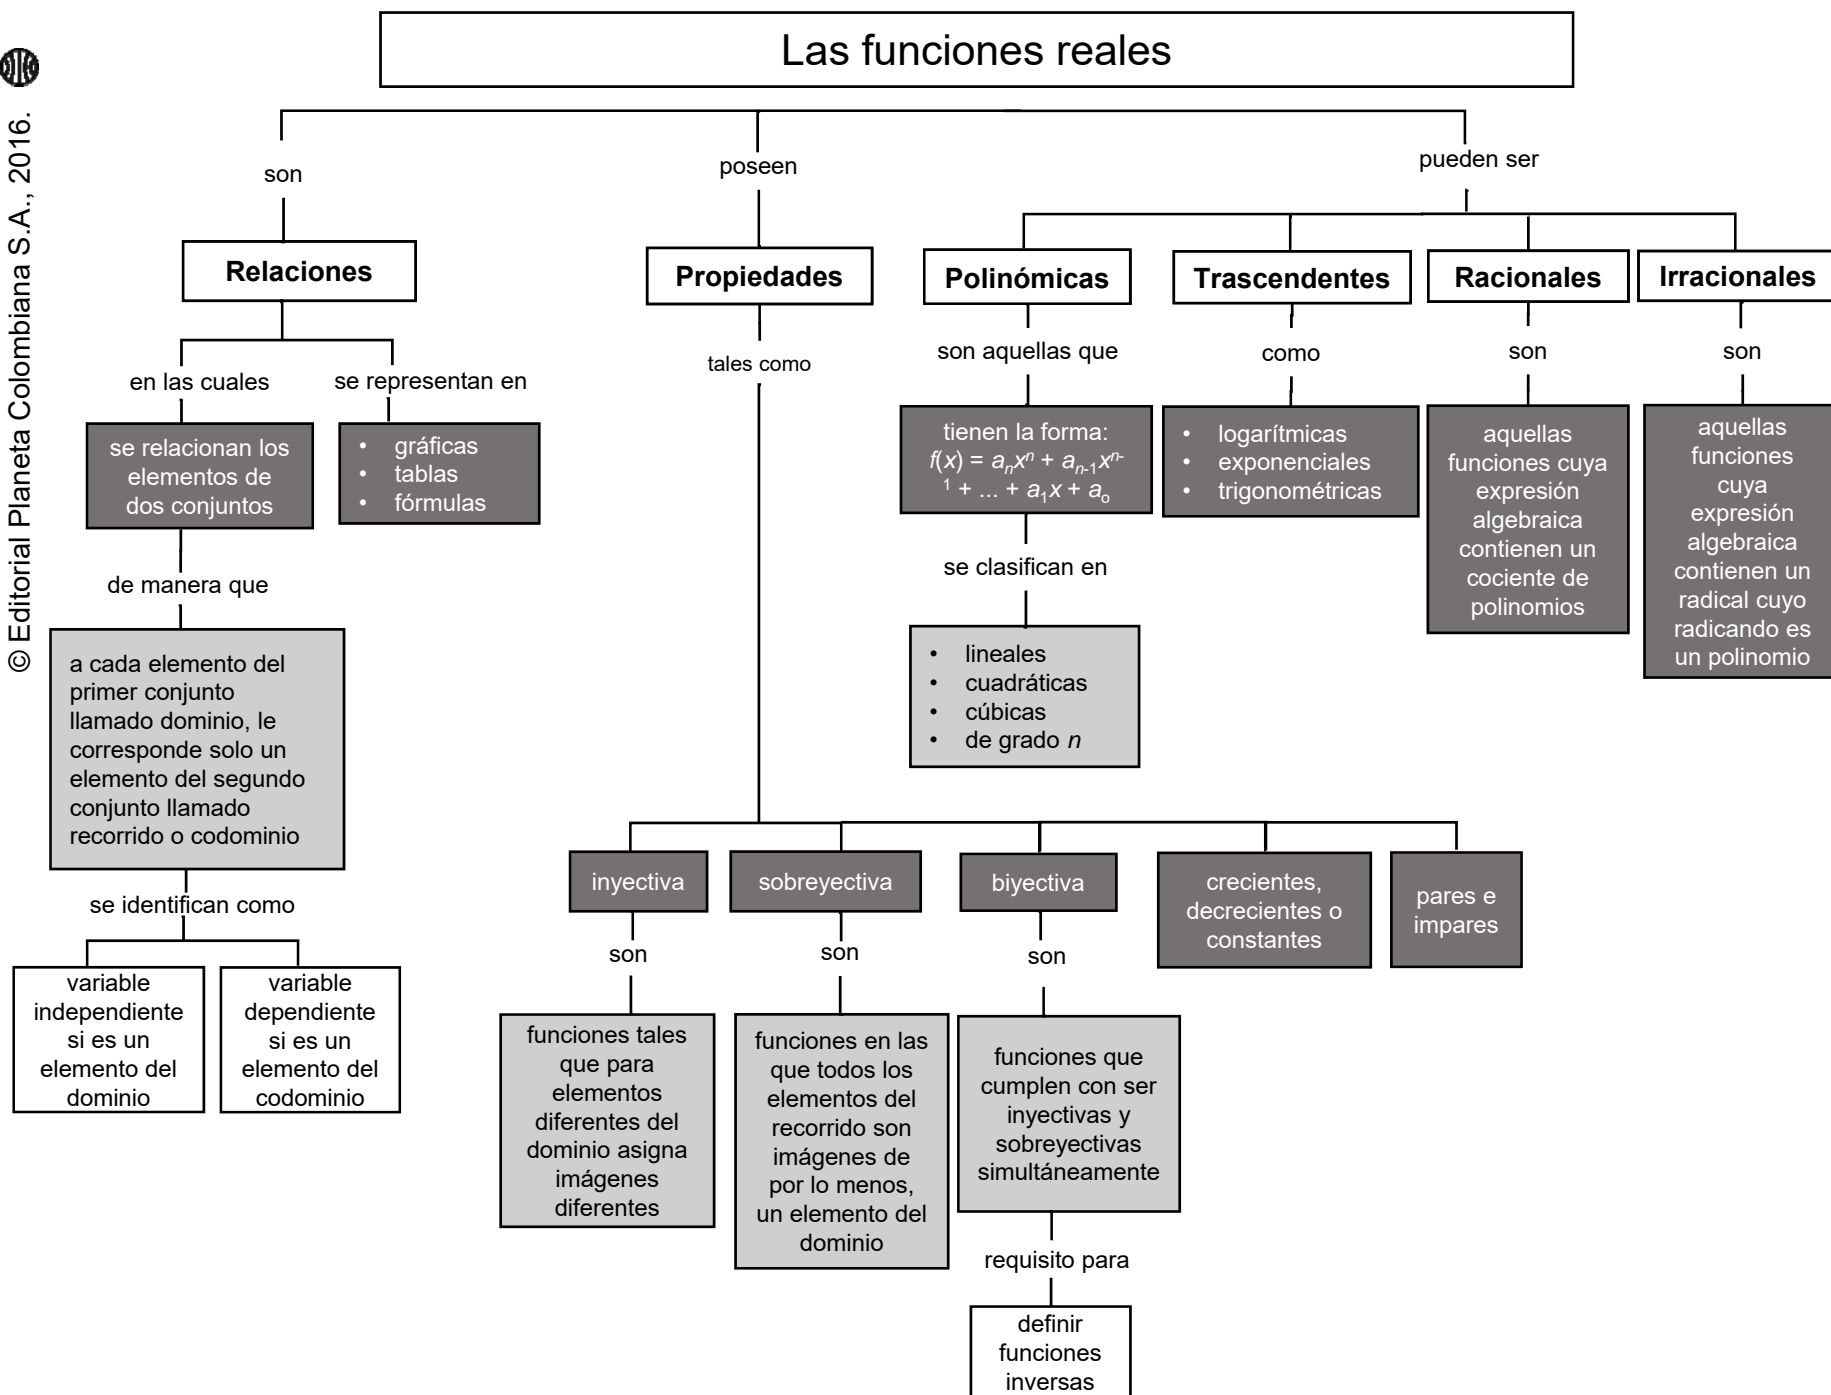 Las funciones reales
© Editorial Planeta Colombiana S.A., 2016.
son
poseen
pueden ser
Relaciones
Propiedades
Polinómicas
Trascendentes
Racionales
Irracionales
en las cuales
se representan en
se relacionan los
elementos de
dos conjuntos
• gráficas
• tablas
• fórmulas
de manera que
a cada elemento del
primer conjunto
llamado dominio, le
corresponde solo un
elemento del segundo
conjunto llamado
recorrido o codominio
se identifican como
variable
independiente
si es un
elemento del
dominio
variable
dependiente
si es un
elemento del
codominio
tales como
inyectiva
son
funciones tales
que para
elementos
diferentes del
dominio asigna
imágenes
diferentes
sobreyectiva
son
funciones en las
que todos los
elementos del
recorrido son
imágenes de
por lo menos,
un elemento del
dominio
biyectiva
son
funciones que
cumplen con ser
inyectivas y
sobreyectivas
simultáneamente
requisito para
definir
funciones
inversas
crecientes,
decrecientes o
constantes
pares e
impares
son aquellas que
tienen la forma:
f(x) = aₙxⁿ + aₙ₋₁xⁿ⁻
¹ + ... + a₁x + aₒ
se clasifican en
• lineales
• cuadráticas
• cúbicas
• de grado n
como
• logarítmicas
• exponenciales
• trigonométricas
son
aquellas
funciones cuya
expresión
algebraica
contienen un
cociente de
polinomios
son
aquellas
funciones
cuya
expresión
algebraica
contienen un
radical cuyo
radicando es
un polinomio